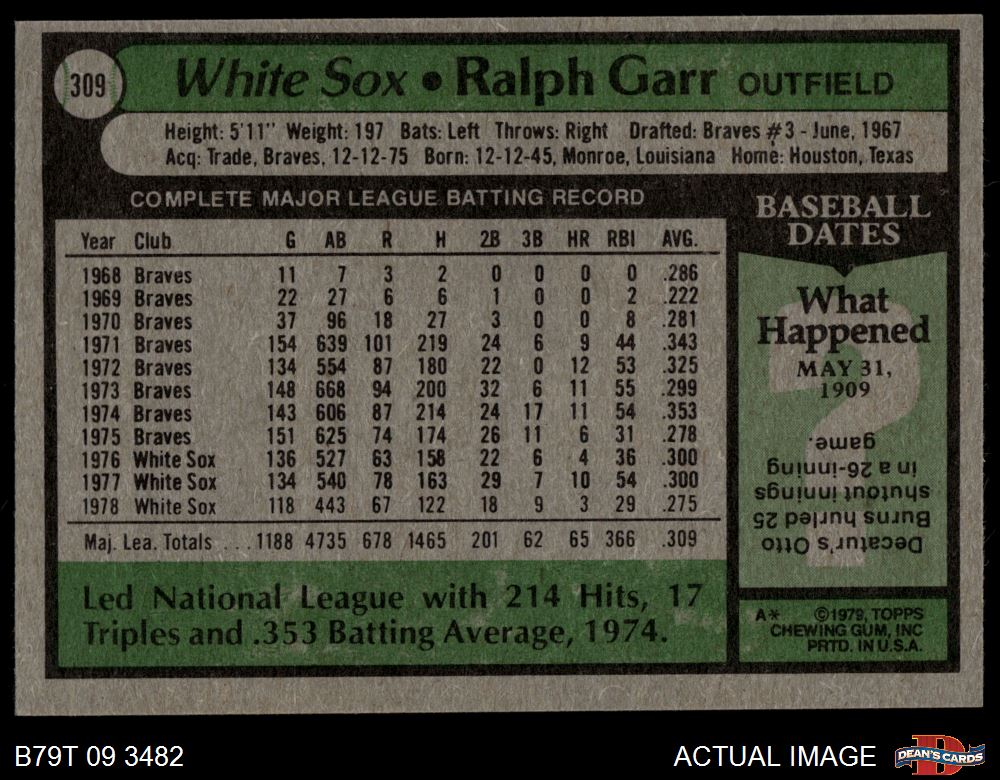 309
White Sox • Ralph Garr OUTFIELD
Height: 5'11" Weight: 197 Bats: Left Throws: Right Drafted: Braves #3 - June, 1967
Acq: Trade, Braves, 12-12-75 Born: 12-12-45, Monroe, Louisiana Home: Houston, Texas
COMPLETE MAJOR LEAGUE BATTING RECORD
Year Club G AB R H 2B 3B HR RBI AVG.
1968 Braves 11 7 3 2 0 0 0 0 .286
1969 Braves 22 27 6 6 1 0 0 2 .222
1970 Braves 37 96 18 27 3 0 0 8 .281
1971 Braves 154 639 101 219 24 6 9 44 .343
1972 Braves 134 554 87 180 22 0 12 53 .325
1973 Braves 148 668 94 200 32 6 11 55 .299
1974 Braves 143 606 87 214 24 17 11 54 .353
1975 Braves 151 625 74 174 26 11 6 31 .278
1976 White Sox 136 527 63 158 22 6 4 36 .300
1977 White Sox 134 540 78 163 29 7 10 54 .300
1978 White Sox 118 443 67 122 18 9 3 29 .275
Maj. Lea. Totals ...1188 4735 678 1465 201 62 65 366 .309
Led National League with 214 Hits, 17
Triples and .353 Batting Average, 1974.
BASEBALL
DATES
What
Happened
MAY 31,
1909
?
Decatur's Otto
Burns hurled 25
shutout innings
in a 26-inning
game.
A* ©1979, TOPPS
CHEWING GUM, INC
PRTD. IN U.S.A.
B79T 09 3482
ACTUAL IMAGE
D
DEAN'S CARDS